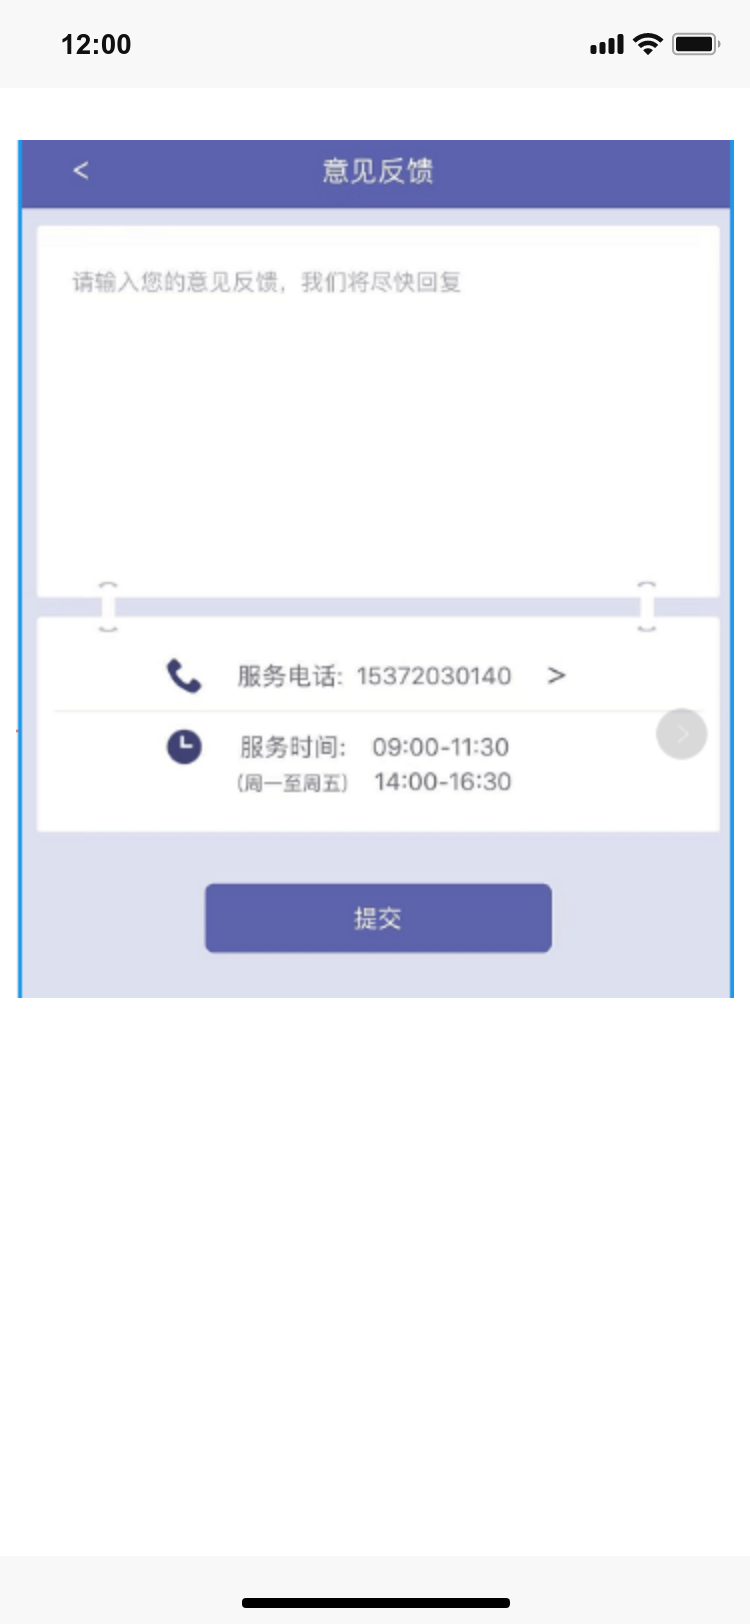 12:00
< 意见反馈
请输入您的意见反馈，我们将尽快回复
服务电话: 15372030140 >
服务时间: 09:00-11:30
(周一至周五) 14:00-16:30
提交